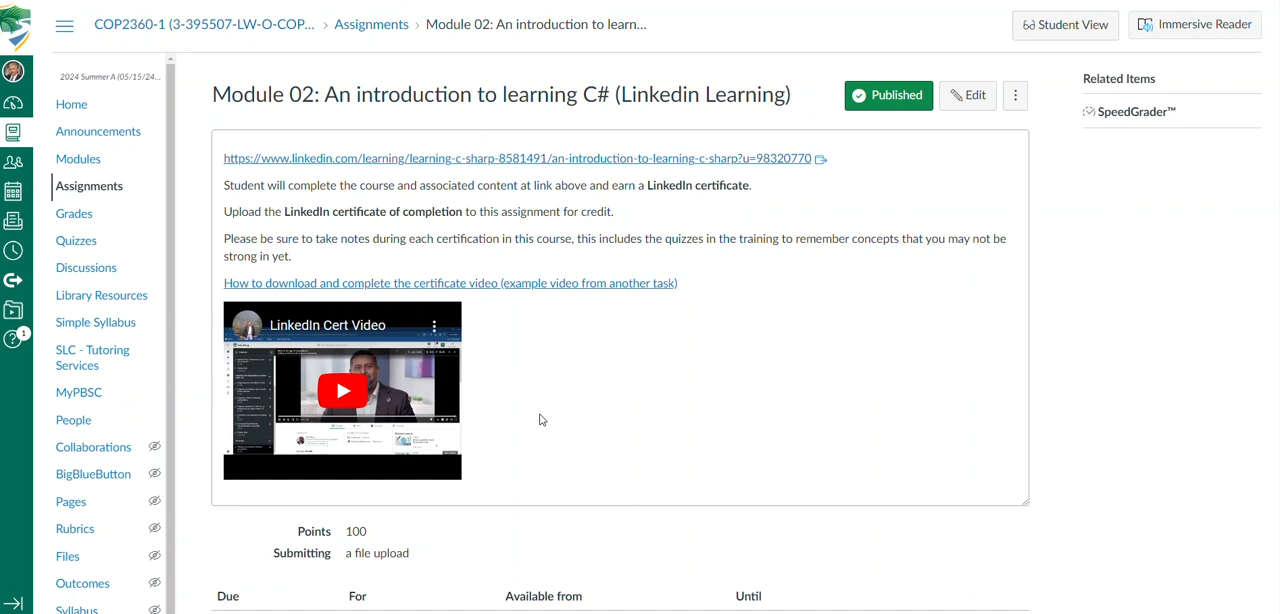 COP2360-1 (3-395507-LW-O-COP... > Assignments > Module 02: An introduction to learn...
Student View
Immersive Reader
2024 Summer A (05/15/24...
Home
Announcements
Modules
Assignments
Grades
Quizzes
Discussions
Library Resources
Simple Syllabus
SLC - Tutoring
Services
MyPBSC
People
Collaborations
BigBlueButton
Pages
Rubrics
Files
Outcomes
Syllabus
1
Module 02: An introduction to learning C# (Linkedin Learning)
Published
Edit
https://www.linkedin.com/learning/learning-c-sharp-8581491/an-introduction-to-learning-c-sharp?u=98320770
Student will complete the course and associated content at link above and earn a LinkedIn certificate.
Upload the LinkedIn certificate of completion to this assignment for credit.
Please be sure to take notes during each certification in this course, this includes the quizzes in the training to remember concepts that you may not be
strong in yet.
How to download and complete the certificate video (example video from another task)
LinkedIn Cert Video
Points 100
Submitting a file upload
Due For Available from Until
Related Items
SpeedGrader™